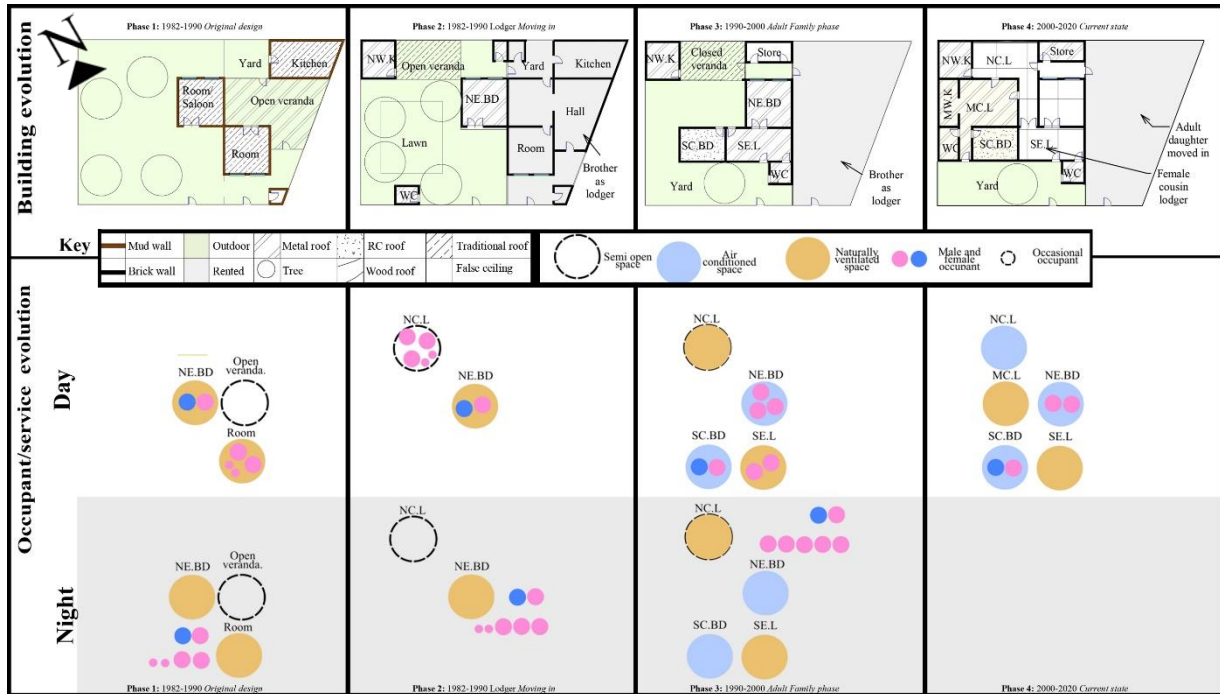 Building evolution
Phase 1: 1982-1990 Original design
N
Yard
Kitchen
Room/
Saloon
Open veranda
Room
Phase 2: 1982-1990 Lodger Moving in
NW.K
Open veranda
Yard
Kitchen
NE.BD
Hall
Lawn
Room
WC
Brother
as
lodger
Phase 3: 1990-2000 Adult Family phase
NW.K
Closed
veranda
Store
NE.BD
SC.BD
SE.L
Yard
WC
Brother
as
lodger
Phase 4: 2000-2020 Current state
NW.K
NC.L
Store
MW.K
MC.L
WC
SC.BD
SE.L
WC
Yard
Adult
daughter
moved in
Female
cousin
lodger
Key
Mud wall
Outdoor
Metal roof
RC roof
Traditional roof
Brick wall
Rented
Tree
Wood roof
False ceiling
Semi open
space
Air
conditioned
space
Naturally
ventilated
space
Male and
female
occupant
Occasional
occupant
Occupant/service evolution
Day
NE.BD
Open
veranda.
Room
NC.L
NE.BD
NC.L
NE.BD
SC.BD
SE.L
NC.L
MC.L
NE.BD
SC.BD
SE.L
Night
NE.BD
Open
veranda.
Room
NC.L
NE.BD
NC.L
NE.BD
SC.BD
SE.L
Phase 1: 1982-1990 Original design
Phase 2: 1982-1990 Lodger Moving in
Phase 3: 1990-2000 Adult Family phase
Phase 4: 2000-2020 Current state